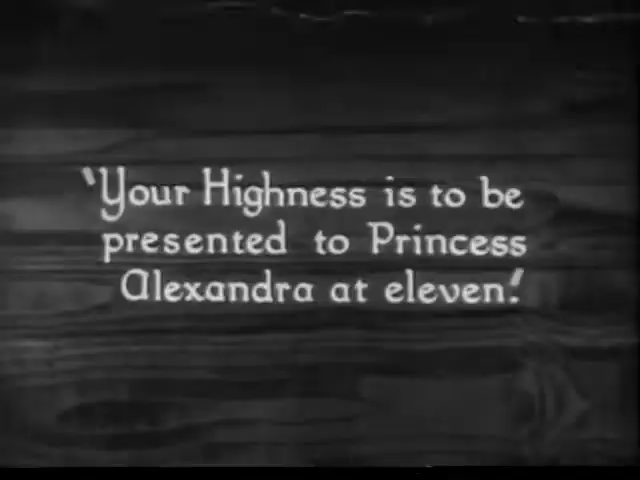 "Your Highness is to be
presented to Princess
Alexandra at eleven."